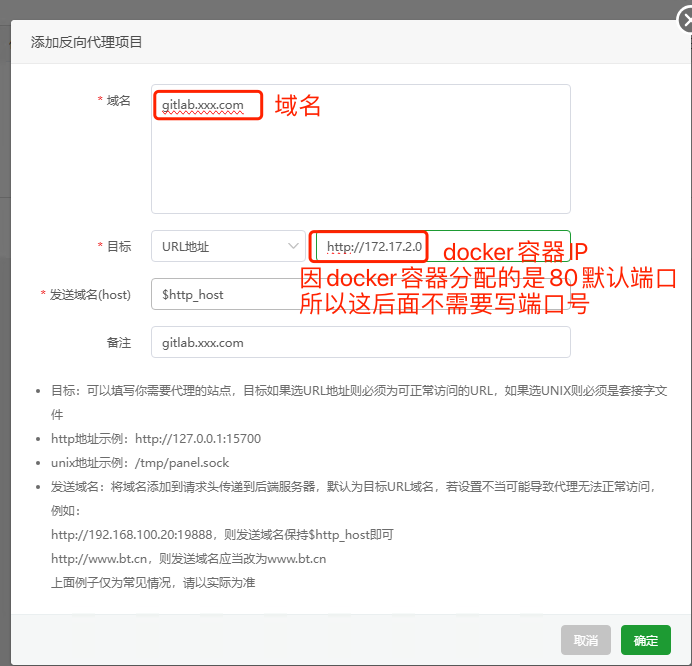 添加反向代理项目
* 域名
gitlab.xxx.com
域名
* 目标
URL地址
http://172.17.2.0
docker容器IP
因docker容器分配的是80默认端口
* 发送域名(host)
$http_host
所以这后面不需要写端口号
备注
gitlab.xxx.com
目标：可以填写你需要代理的站点，目标如果选URL地址则必须为可正常访问的URL，如果选UNIX则必须是套接字文
件
http地址示例：http://127.0.0.1:15700
unix地址示例：/tmp/panel.sock
发送域名：将域名添加到请求头传递到后端服务器，默认为目标URL域名，若设置不当可能导致代理无法正常访问，
例如：
http://192.168.100.20:19888，则发送域名保持$http_host即可
http://www.bt.cn，则发送域名应当改为www.bt.cn
上面例子仅为常见情况，请以实际为准
取消
确定